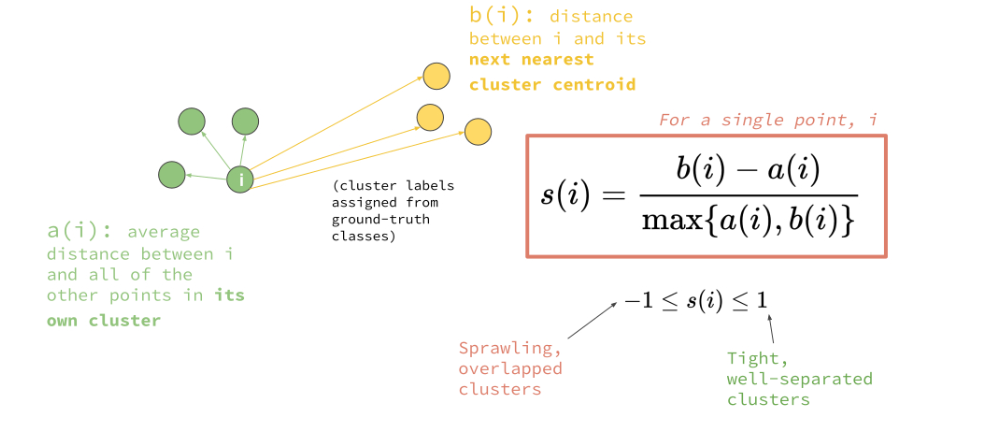 b(i): distance
between i and its
next nearest
cluster centroid
For a single point, i
i
(cluster labels
assigned from
ground-truth
classes)
s(i) = \frac{b(i) - a(i)}{\max\{a(i), b(i)\}}
a(i): average
distance between i
and all of the
other points in its
own cluster
−1 ≤ s(i) ≤ 1
Sprawling,
overlapped
clusters
Tight,
well-separated
clusters